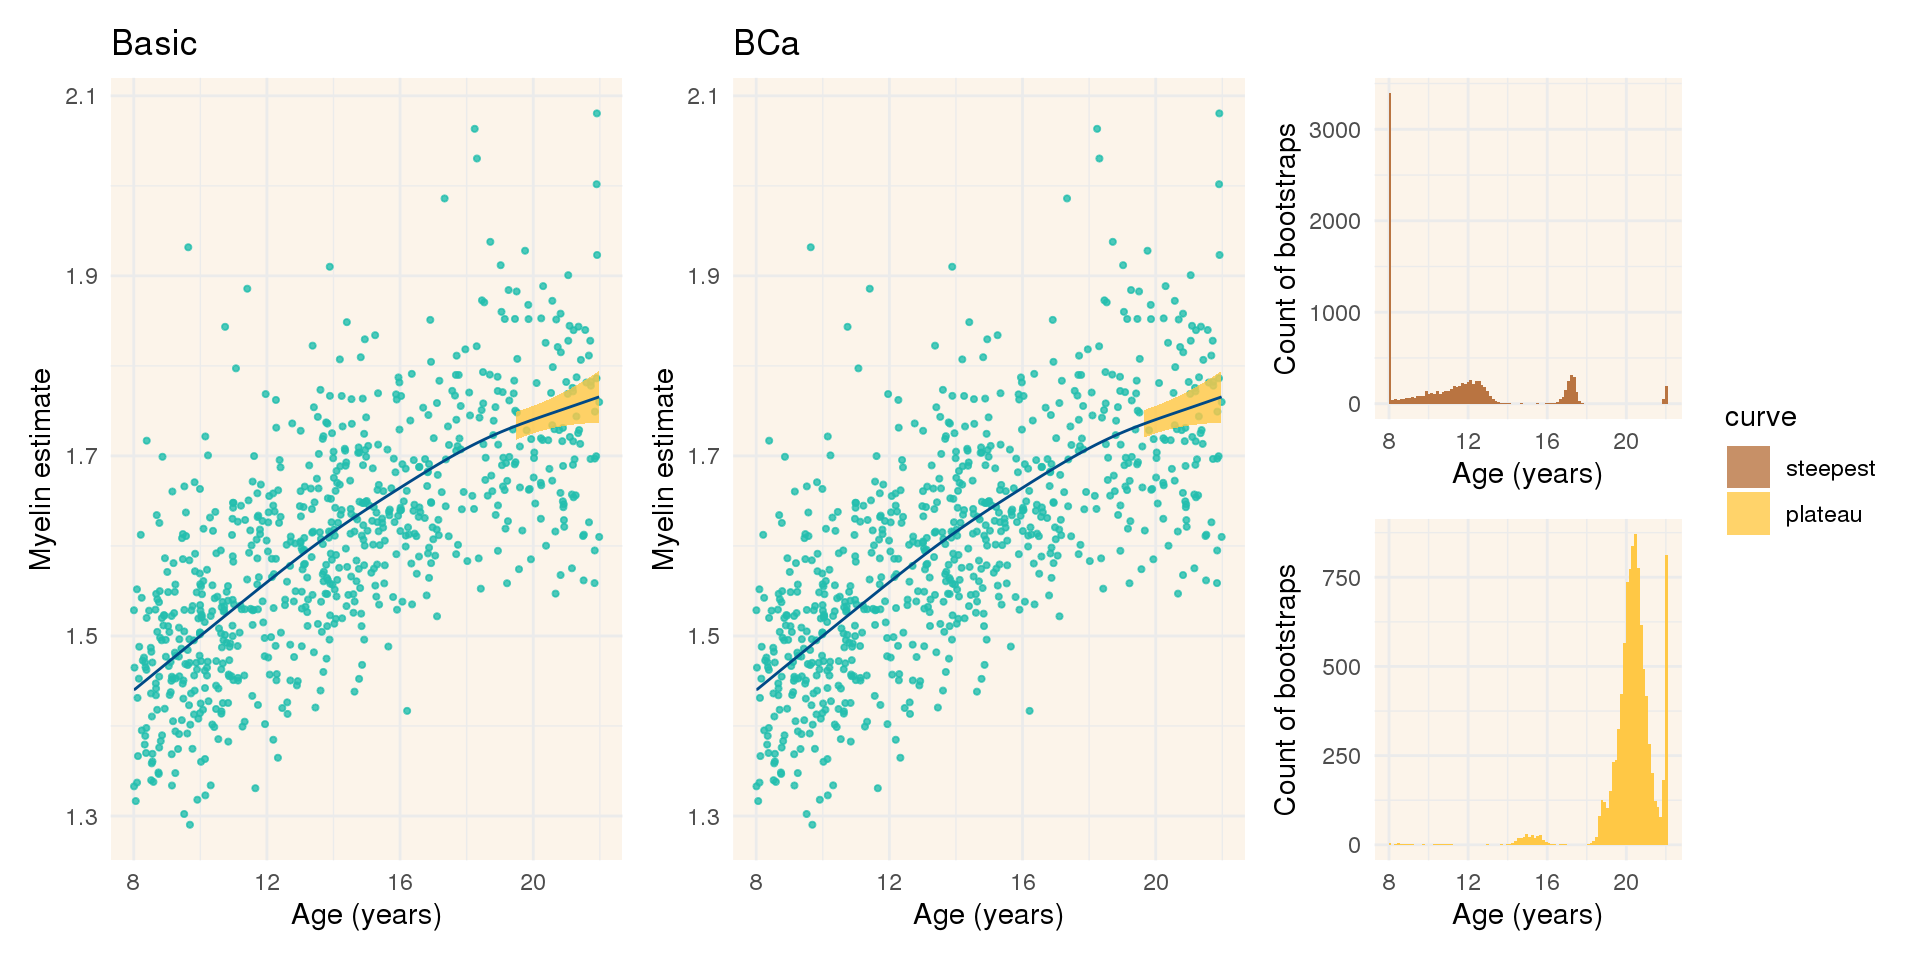 Basic
2.1
1.9
1.7
1.5
1.3
Myelin estimate
8 12 16 20
Age (years)
BCa
2.1
1.9
1.7
1.5
1.3
Myelin estimate
8 12 16 20
Age (years)
3000
2000
1000
0
Count of bootstraps
8 12 16 20
Age (years)
750
500
250
0
Count of bootstraps
8 12 16 20
Age (years)
curve
steepest
plateau